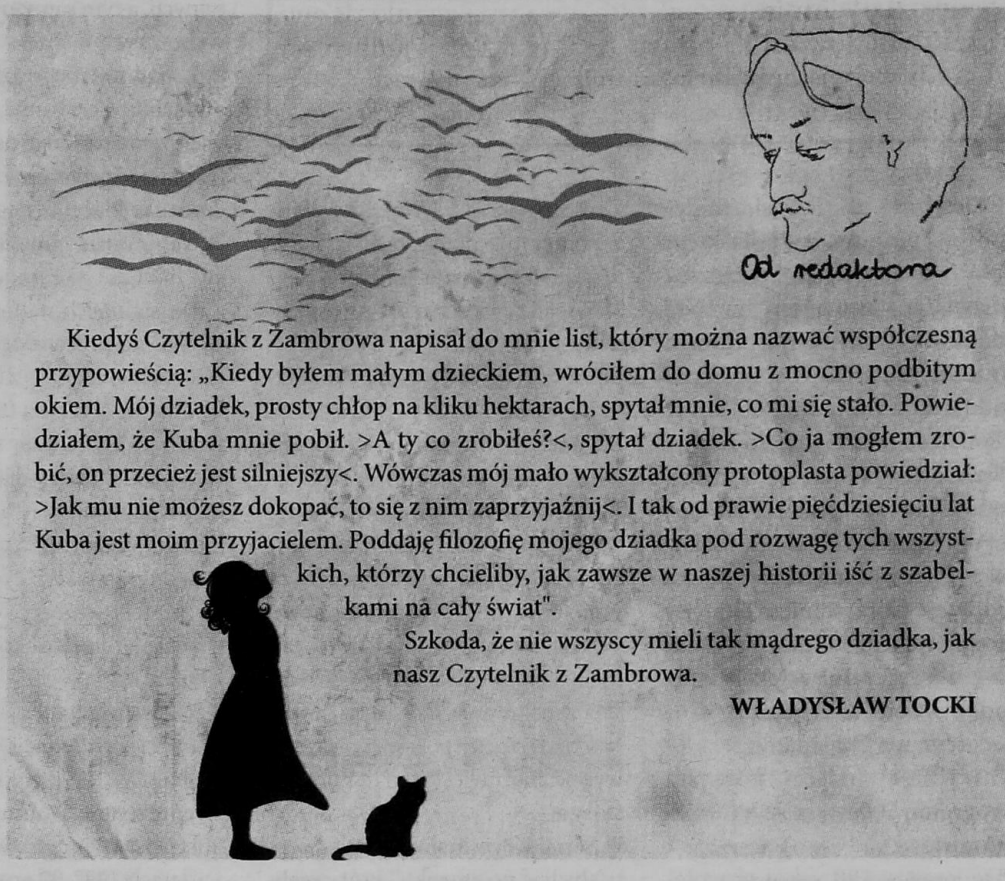 Od redaktora
Kiedyś Czytelnik z Zambrowa napisał do mnie list, który można nazwać współczesną
przypowieścią: „Kiedy byłem małym dzieckiem, wróciłem do domu z mocno podbitym
okiem. Mój dziadek, prosty chłop na kliku hektarach, spytał mnie, co mi się stało. Powie-
działem, że Kuba mnie pobił. >A ty co zrobiłeś?<, spytał dziadek. >Co ja mogłem zro-
bić, on przecież jest silniejszy<. Wówczas mój mało wykształcony protoplasta powiedział:
>Jak mu nie możesz dokopać, to się z nim zaprzyjaźnij<. I tak od prawie pięćdziesięciu lat
Kuba jest moim przyjacielem. Poddaję filozofię mojego dziadka pod rozwagę tych wszyst-
kich, którzy chcieliby, jak zawsze w naszej historii iść z szabel-
kami na cały świat".
Szkoda, że nie wszyscy mieli tak mądrego dziadka, jak
nasz Czytelnik z Zambrowa.
WŁADYSŁAW TOCKI